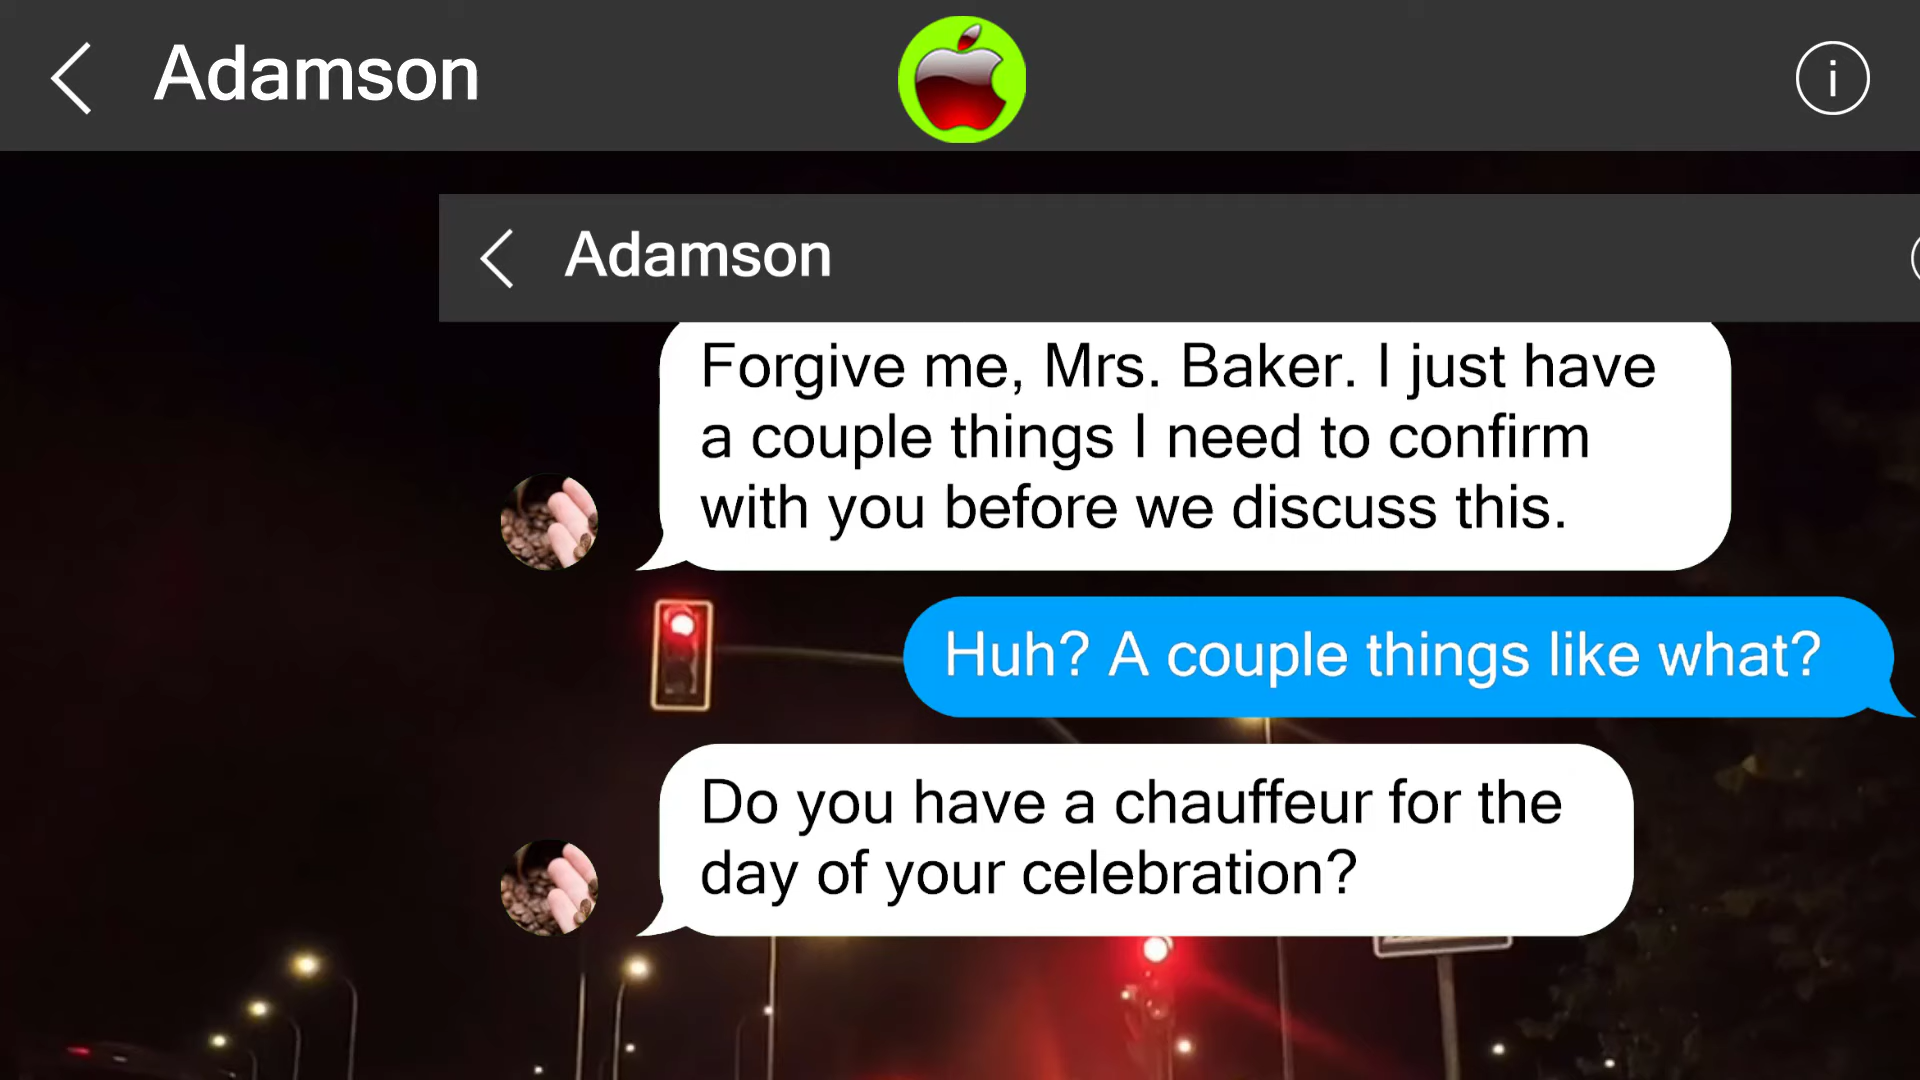 Adamson
i
Adamson
Forgive me, Mrs. Baker. I just have
a couple things I need to confirm
with you before we discuss this.
Huh? A couple things like what?
Do you have a chauffeur for the
day of your celebration?